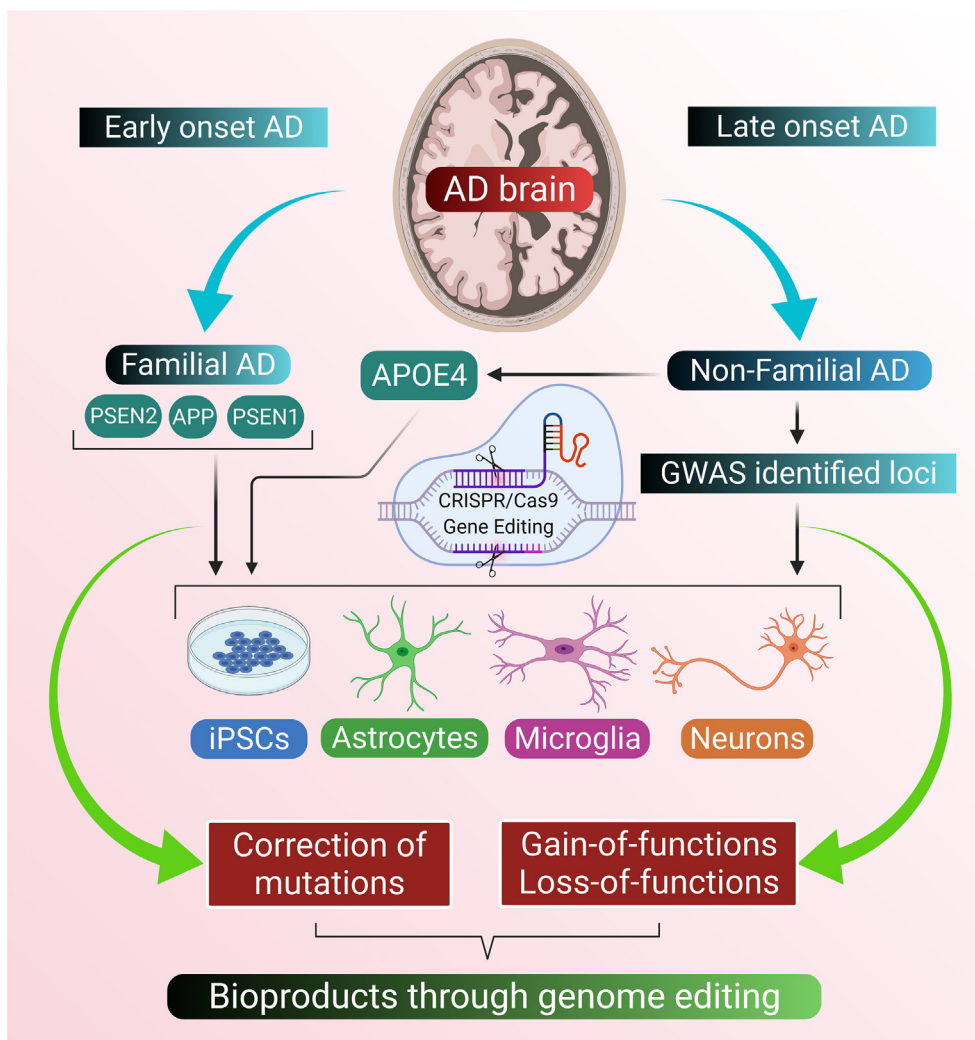 Early onset AD
Late onset AD
AD brain
Familial AD
APOE4
Non-Familial AD
PSEN2
APP
PSEN1
GWAS identified loci
CRISPR/Cas9
Gene Editing
iPSCs
Astrocytes
Microglia
Neurons
Correction of
mutations
Gain-of-functions
Loss-of-functions
Bioproducts through genome editing